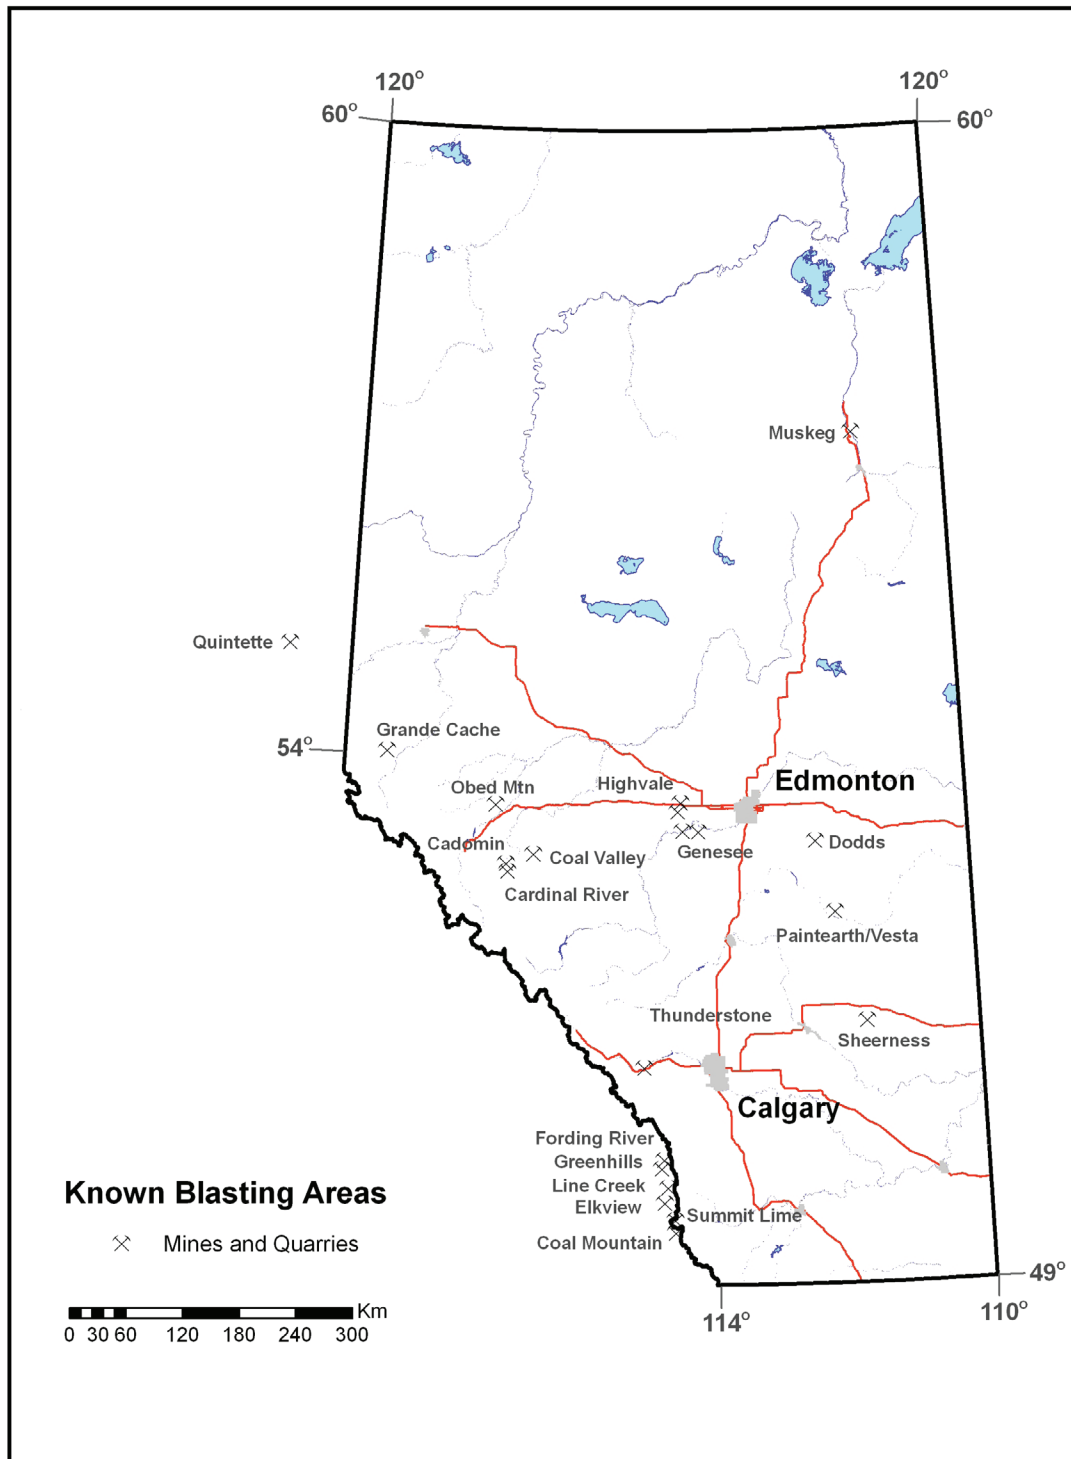 120°
120°
60°
60°
Muskeg
Quintette
Grande Cache
54°
Obed Mtn
Highvale
Edmonton
Cadomin
Coal Valley
Genesee
Dodds
Cardinal River
Paintearth/Vesta
Thunderstone
Sheerness
Calgary
Fording River
Greenhills
Line Creek
Elkview
Summit Lime
Coal Mountain
Known Blasting Areas
Mines and Quarries
49°
Km
0 30 60 120 180 240 300
114°
110°